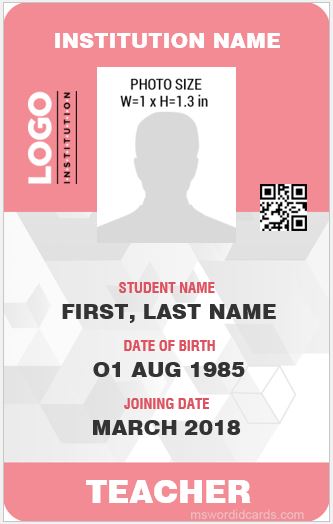 INSTITUTION NAME
PHOTO SIZE
W=1 x H=1.3 in
LOGO
INSTITUTION
STUDENT NAME
FIRST, LAST NAME
DATE OF BIRTH
O1 AUG 1985
JOINING DATE
MARCH 2018
TEACHER
mswordidcards.com